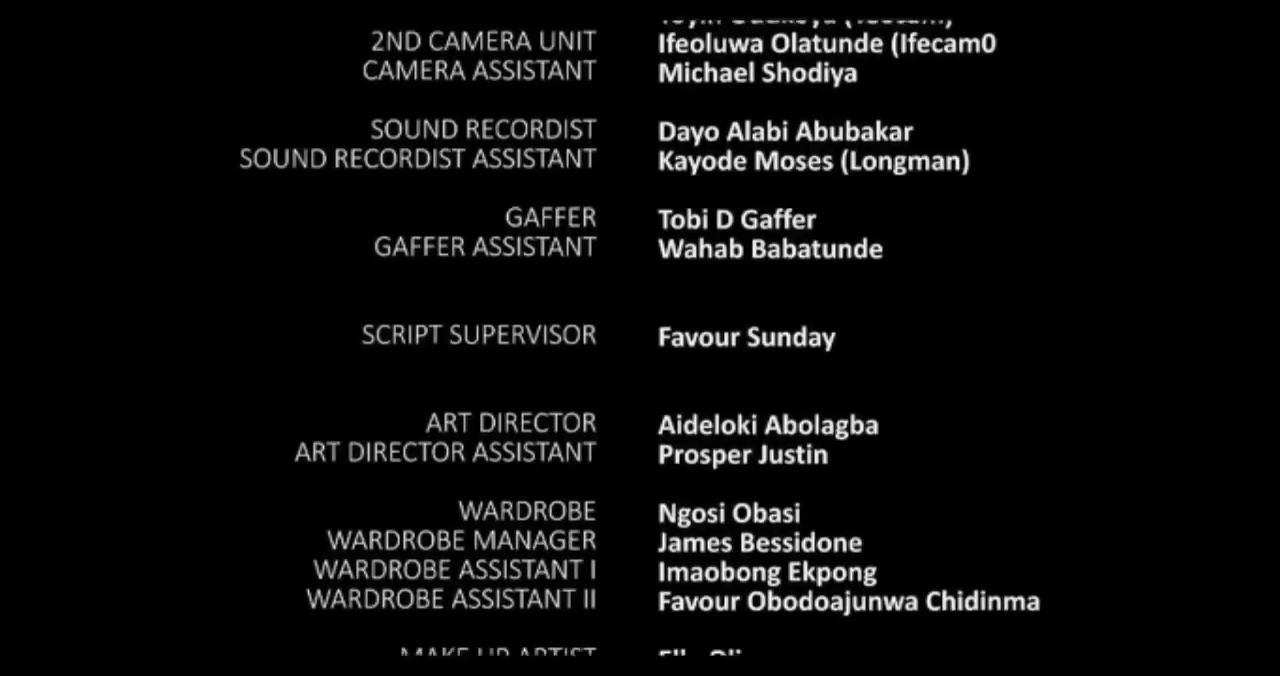 2ND CAMERA UNIT Ifeoluwa Olatunde (Ifecam0
CAMERA ASSISTANT Michael Shodiya
SOUND RECORDIST Dayo Alabi Abubakar
SOUND RECORDIST ASSISTANT Kayode Moses (Longman)
GAFFER Tobi D Gaffer
GAFFER ASSISTANT Wahab Babatunde
SCRIPT SUPERVISOR Favour Sunday
ART DIRECTOR Aideloki Abolagba
ART DIRECTOR ASSISTANT Prosper Justin
WARDROBE Ngosi Obasi
WARDROBE MANAGER James Bessidone
WARDROBE ASSISTANT I Imaobong Ekpong
WARDROBE ASSISTANT II Favour Obodoajunwa Chidinma
MAKE UP ARTIST